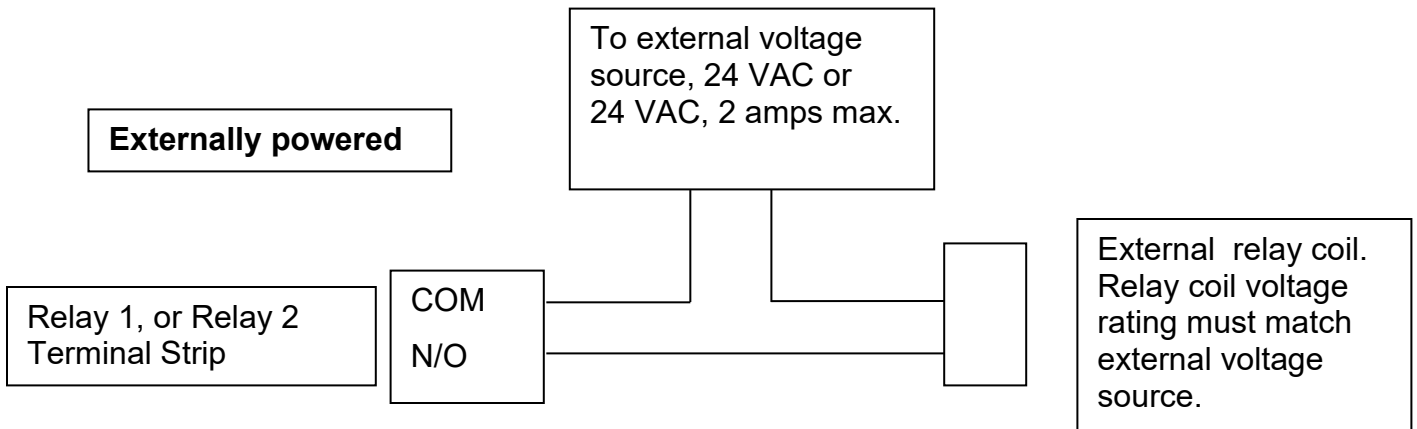 To external voltage
source, 24 VAC or
24 VAC, 2 amps max.
Externally powered
Relay 1, or Relay 2
Terminal Strip
COM
N/O
External relay coil.
Relay coil voltage
rating must match
external voltage
source.